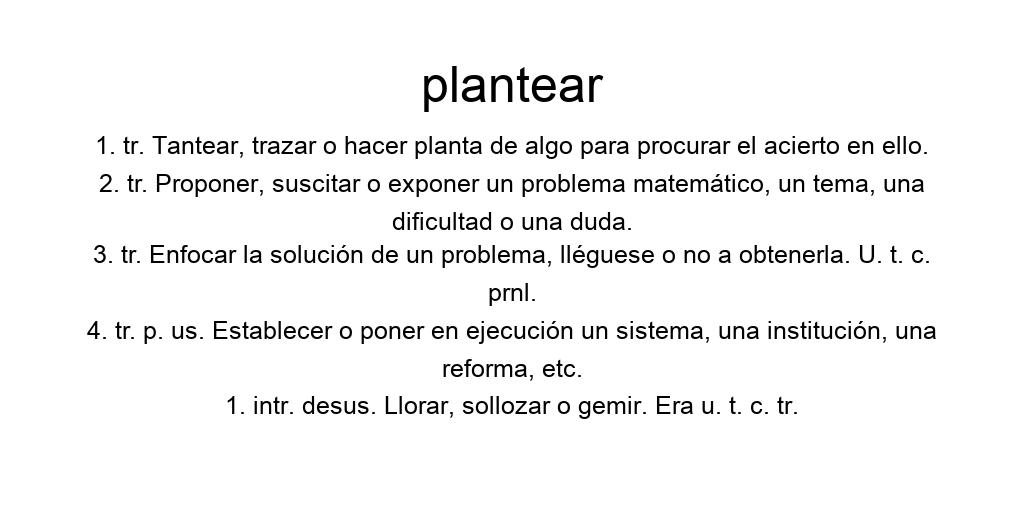 plantear
1. tr. Tantear, trazar o hacer planta de algo para procurar el acierto en ello.
2. tr. Proponer, suscitar o exponer un problema matemático, un tema, una
dificultad o una duda.
3. tr. Enfocar la solución de un problema, lléguese o no a obtenerla. U. t. c.
prnl.
4. tr. p. us. Establecer o poner en ejecución un sistema, una institución, una
reforma, etc.
1. intr. desus. Llorar, sollozar o gemir. Era u. t. c. tr.